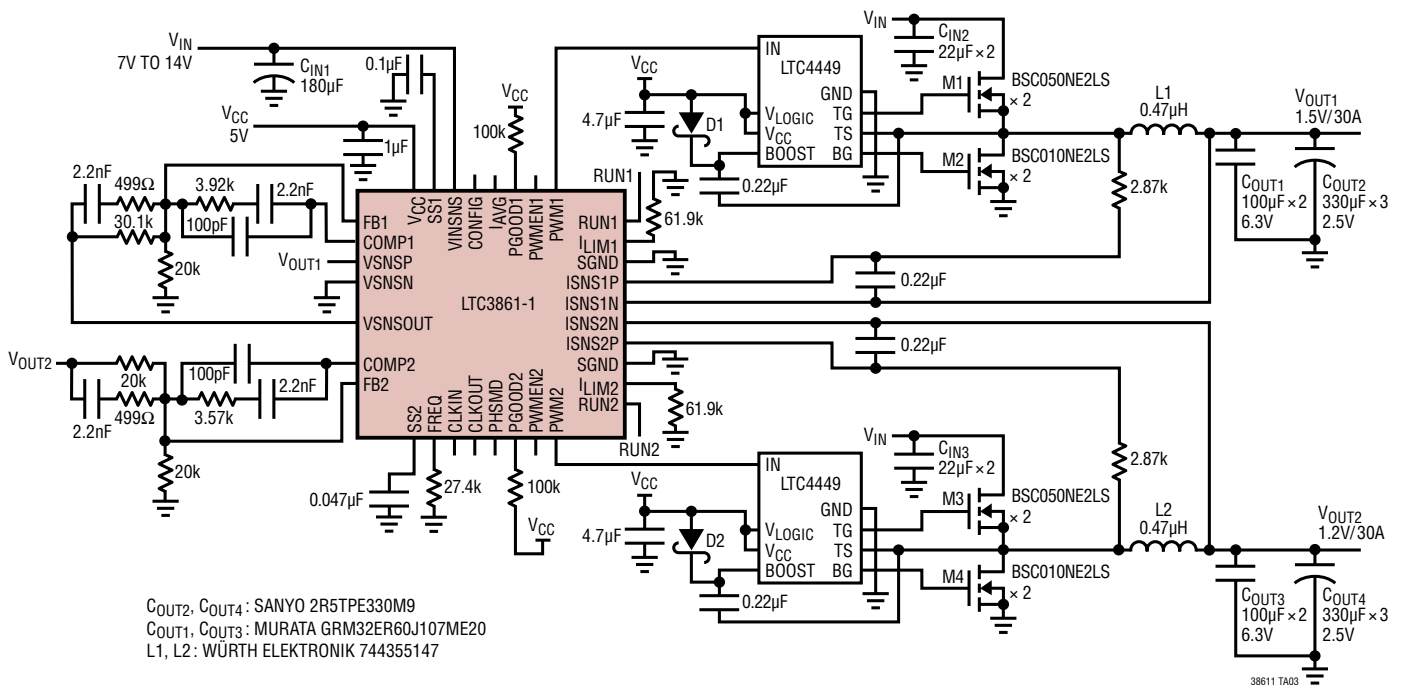 VIN
7V TO 14V
CIN1
180µF
0.1µF
VCC
5V
1µF
VCC
100k
2.2nF
499Ω
3.92k
2.2nF
30.1k
100pF
20k
VOUT1
FB1
COMP1
VSNSP
VSNSN
VSNSOUT
COMP2
FB2
VCC
SS1
VINSNS
CONFIG
IAVG
PGOOD1
PWMEN1
PWM1
LTC3861-1
RUN1
ILIM1
SGND
ISNS1P
ISNS1N
ISNS2N
ISNS2P
SGND
ILIM2
RUN2
SS2
FREQ
CLKIN
CLKOUT
PHSMD
PGOOD2
PWMEN2
PWM2
RUN1
61.9k
61.9k
RUN2
VOUT2
20k
100pF
2.2nF
499Ω
3.57k
2.2nF
20k
0.047µF
27.4k
100k
VCC
VCC
4.7µF
D1
0.22µF
IN
LTC4449
GND
VLOGIC
TG
VCC
TS
BOOST
BG
VIN
CIN2
22µF × 2
M1
BSC050NE2LS
× 2
M2
BSC010NE2LS
× 2
L1
0.47µH
VOUT1
1.5V/30A
2.87k
COUT1
100µF × 2
6.3V
COUT2
330µF × 3
2.5V
0.22µF
0.22µF
VCC
4.7µF
D2
0.22µF
IN
LTC4449
GND
VLOGIC
TG
VCC
TS
BOOST
BG
VIN
CIN3
22µF × 2
M3
BSC050NE2LS
× 2
M4
BSC010NE2LS
× 2
2.87k
L2
0.47µH
VOUT2
1.2V/30A
COUT3
100µF × 2
6.3V
COUT4
330µF × 3
2.5V
COUT2, COUT4: SANYO 2R5TPE330M9
COUT1, COUT3: MURATA GRM32ER60J107ME20
L1, L2: WÜRTH ELEKTRONIK 744355147
38611 TA03